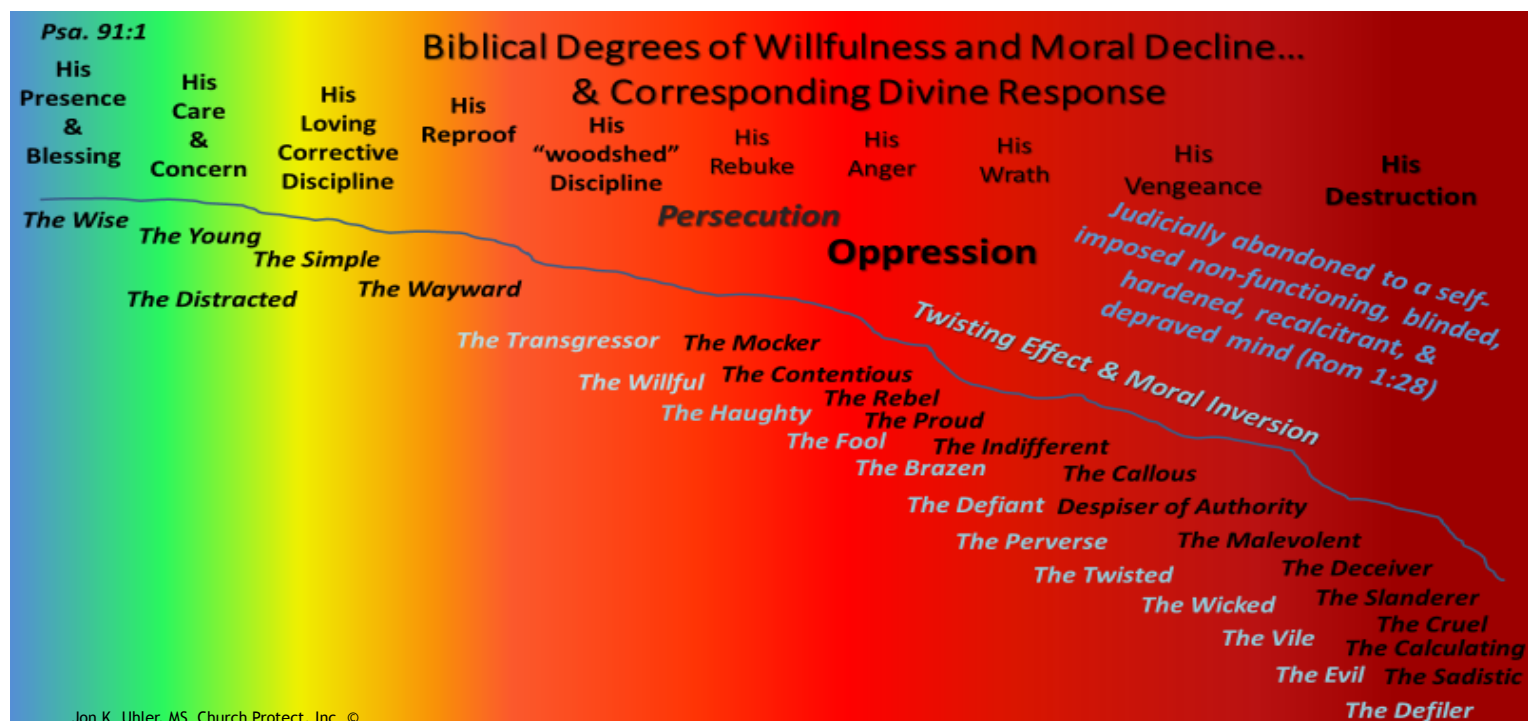 Psa. 91:1
Biblical Degrees of Willfulness and Moral Decline...
& Corresponding Divine Response
His
Presence
&
Blessing
His
Care
&
Concern
His
Loving
Corrective
Discipline
His
Reproof
His
“woodshed”
Discipline
His
Rebuke
His
Anger
His
Wrath
His
Vengeance
His
Destruction
Persecution
Oppression
Judicially abandoned to a self-
imposed non-functioning, blinded,
hardened, recalcitrant, &
depraved mind (Rom 1:28)
Twisting Effect & Moral Inversion
The Wise
The Young
The Simple
The Distracted
The Wayward
The Transgressor
The Mocker
The Willful
The Contentious
The Rebel
The Haughty
The Proud
The Fool
The Indifferent
The Brazen
The Callous
The Defiant
Despiser of Authority
The Perverse
The Malevolent
The Twisted
The Deceiver
The Wicked
The Slanderer
The Cruel
The Vile
The Calculating
The Evil
The Sadistic
The Defiler
Jon K. Uhler, MS, Church Protect, Inc. ©